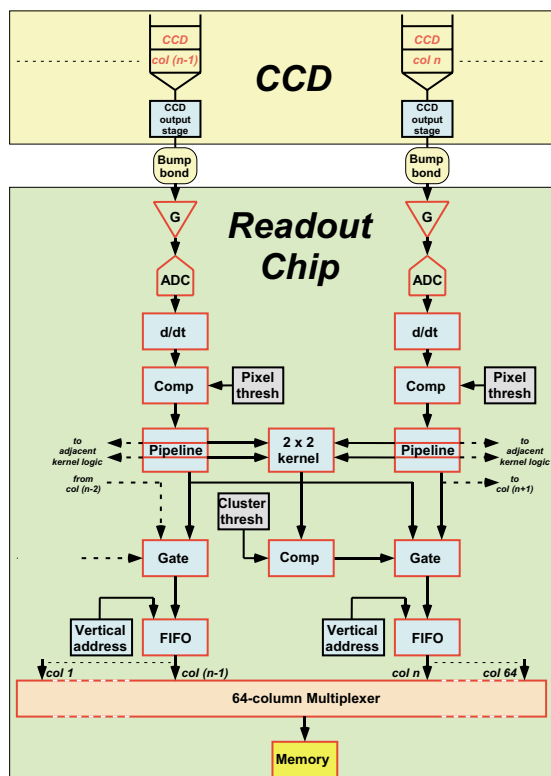 CCD
col (n-1)
CCD
col n
CCD
CCD
output
stage
CCD
output
stage
Bump
bond
Bump
bond
G
G
Readout
Chip
ADC
ADC
d/dt
d/dt
Comp
Pixel
thresh
Comp
Pixel
thresh
to
adjacent
kernel logic
Pipeline
2 x 2
kernel
Pipeline
to
adjacent
kernel logic
from
col (n-2)
to
col (n+1)
Cluster
thresh
Gate
Comp
Gate
Vertical
address
FIFO
Vertical
address
FIFO
col 1
col (n-1)
col n
col 64
64-column Multiplexer
Memory